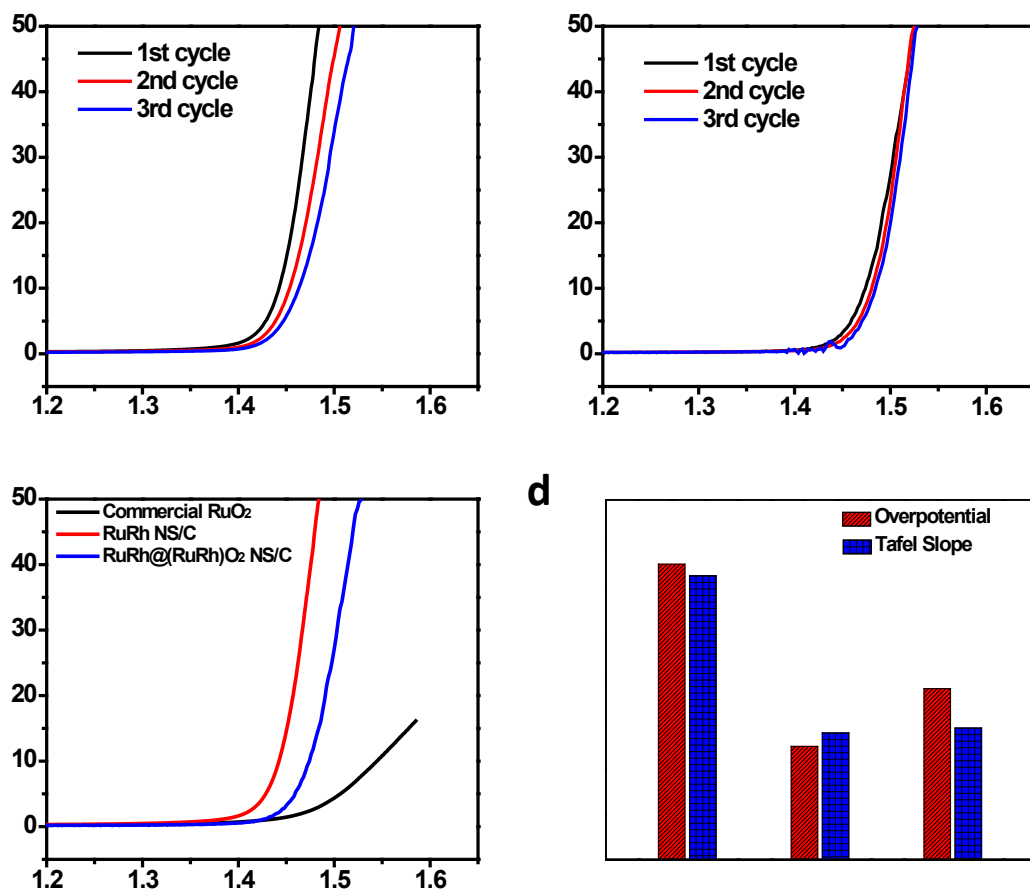 50
40
30
20
10
0
1.2
1.3
1.4
1.5
1.6
1st cycle
2nd cycle
3rd cycle
50
40
30
20
10
0
1.2
1.3
1.4
1.5
1.6
1st cycle
2nd cycle
3rd cycle
50
40
30
20
10
0
1.2
1.3
1.4
1.5
1.6
Commercial RuO₂
RuRh NS/C
RuRh@(RuRh)O₂ NS/C
d
Overpotential
Tafel Slope